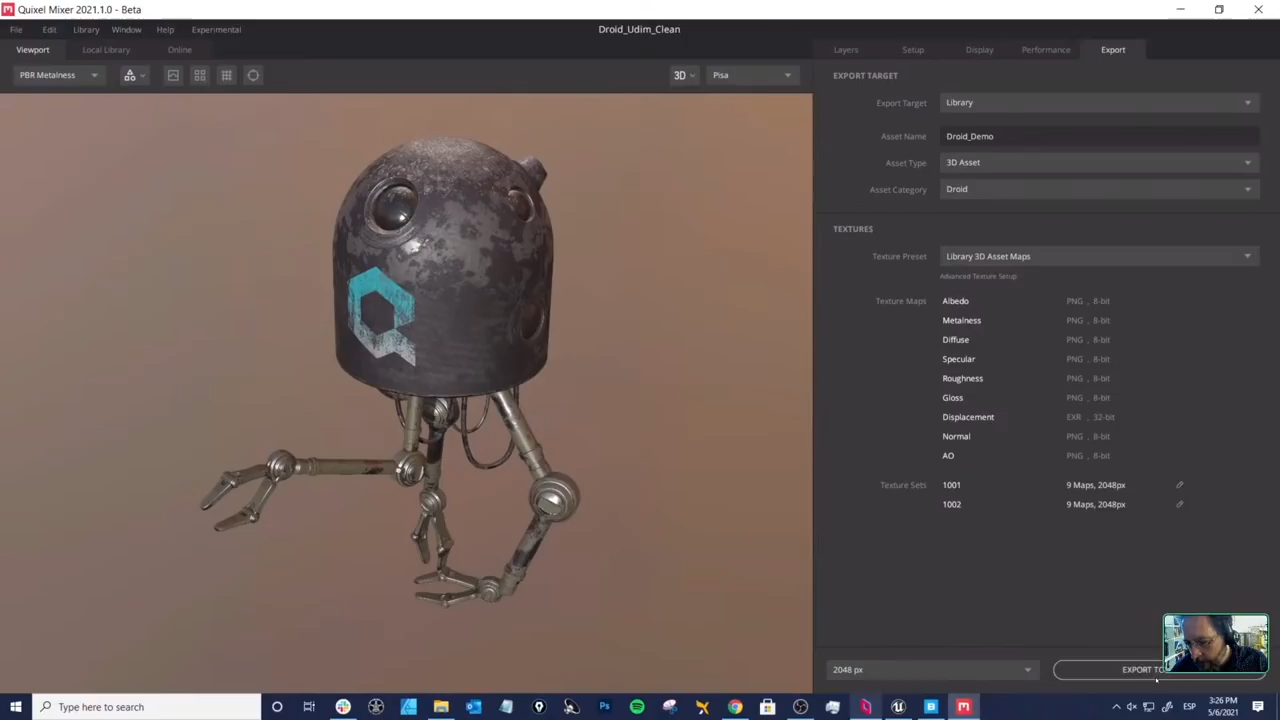 Quixel Mixer 2021.1.0 - Beta
File Edit Library Window Help Experimental
Droid_Udim_Clean
Viewport Local Library Online
Layers Setup Display Performance Export
PBR Metalness
3D Pisa
EXPORT TARGET
Export Target Library
Asset Name Droid_Demo
Asset Type 3D Asset
Asset Category Droid
TEXTURES
Texture Preset Library 3D Asset Maps
Advanced Texture Setup
Texture Maps Albedo PNG , 8-bit
Metalness PNG , 8-bit
Diffuse PNG , 8-bit
Specular PNG , 8-bit
Roughness PNG , 8-bit
Gloss PNG , 8-bit
Displacement EXR , 32-bit
Normal PNG , 8-bit
AO PNG , 8-bit
Texture Sets 1001 9 Maps, 2048px
1002 9 Maps, 2048px
2048 px
EXPORT TO
Type here to search
Ps
ESP
3:26 PM
5/6/2021